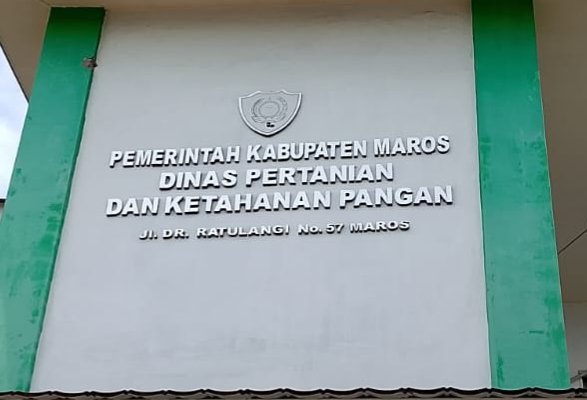 PEMERINTAH KABUPATEN MAROS
DINAS PERTANIAN
DAN KETAHANAN PANGAN
Jl. DR. RATULANGI No. 57 MAROS